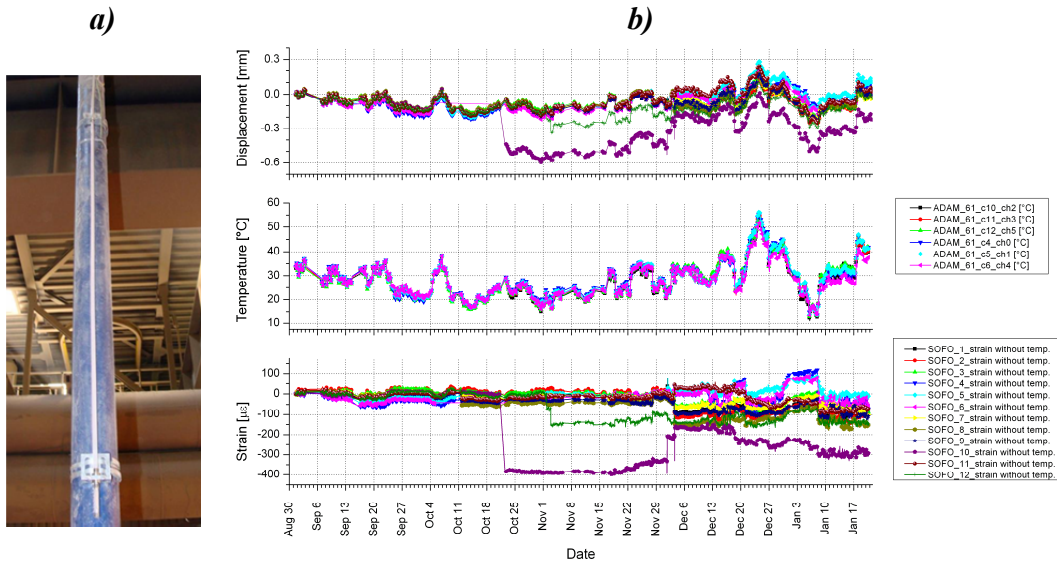 a)
b)
Displacement [mm]
0.3
0.0
-0.3
-0.6
Temperature [°C]
60
50
40
30
20
10
ADAM_61_c10_ch2 [°C]
ADAM_61_c11_ch3 [°C]
ADAM_61_c12_ch5 [°C]
ADAM_61_c4_ch0 [°C]
ADAM_61_c5_ch1 [°C]
ADAM_61_c6_ch4 [°C]
Strain [µε]
100
0
-100
-200
-300
-400
SOFO_1_strain without temp.
SOFO_2_strain without temp.
SOFO_3_strain without temp.
SOFO_4_strain without temp.
SOFO_5_strain without temp.
SOFO_6_strain without temp.
SOFO_7_strain without temp.
SOFO_8_strain without temp.
SOFO_9_strain without temp.
SOFO_10_strain without temp.
SOFO_11_strain without temp.
SOFO_12_strain without temp.
Aug 30
Sep 6
Sep 13
Sep 20
Sep 27
Oct 4
Oct 11
Oct 18
Oct 25
Nov 1
Nov 8
Nov 15
Nov 22
Nov 29
Dec 6
Dec 13
Dec 20
Dec 27
Jan 3
Jan 10
Jan 17
Date